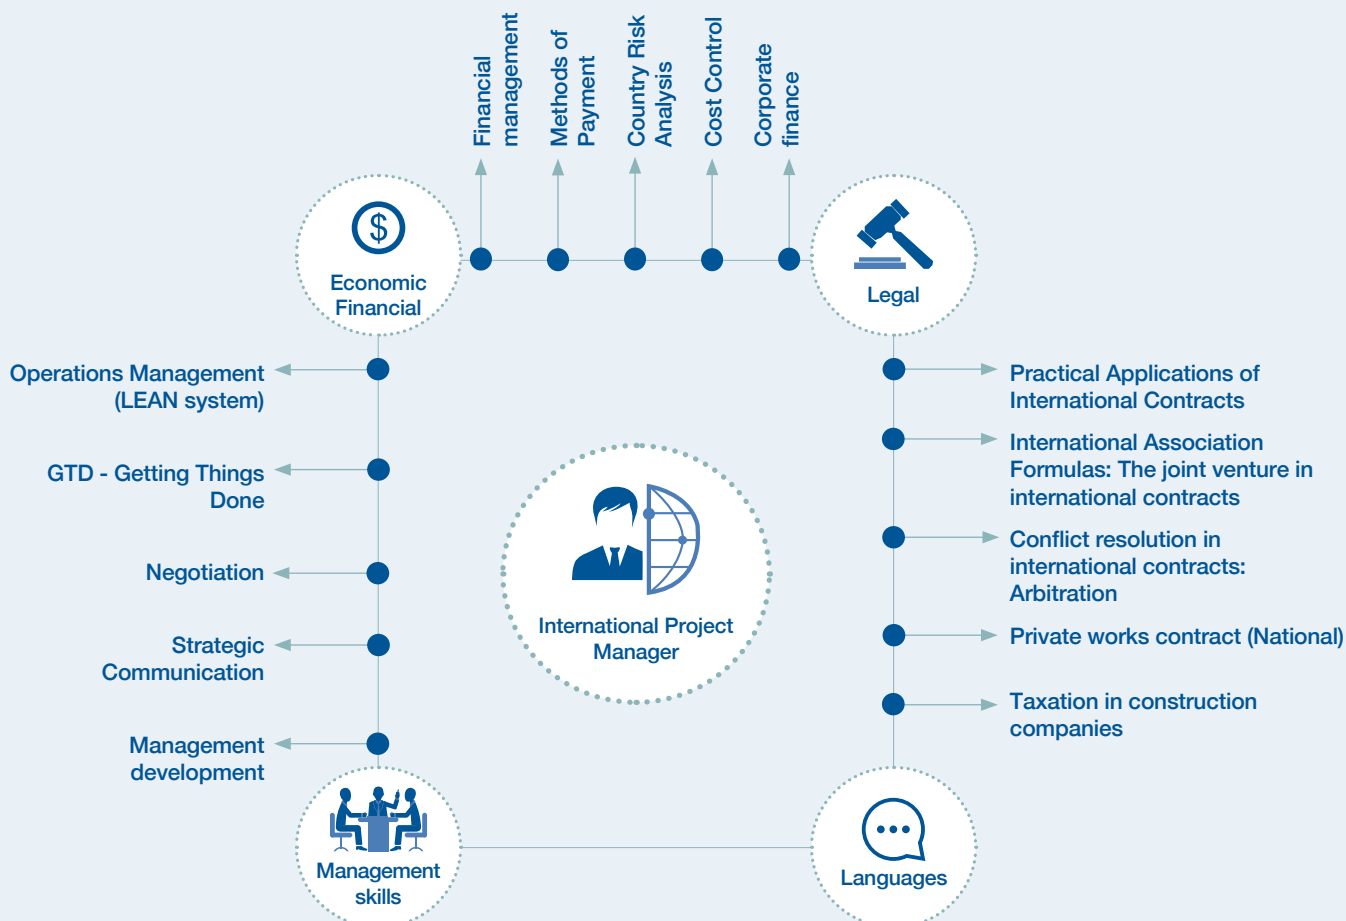 Financial
management
Methods of
Payment
Country Risk
Analysis
Cost Control
Corporate
finance
$
Economic
Financial
Legal
Operations Management
(LEAN system)
GTD - Getting Things
Done
Negotiation
Strategic
Communication
Management
development
International Project
Manager
Practical Applications of
International Contracts
International Association
Formulas: The joint venture in
international contracts
Conflict resolution in
international contracts:
Arbitration
Private works contract (National)
Taxation in construction
companies
Management
skills
Languages